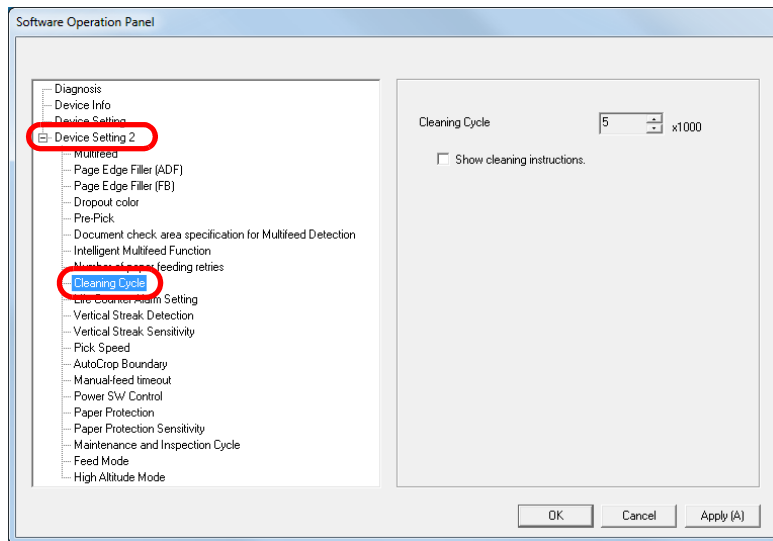 Software Operation Panel
Diagnosis
Device Info
Device Setting
Device Setting 2
Multifeed
Page Edge Filler (ADF)
Page Edge Filler (FB)
Dropout color
Pre-Pick
Document check area specification for Multifeed Detection
Intelligent Multifeed Function
Number of paper feeding retries
Cleaning Cycle
Life Counter Alarm Setting
Vertical Streak Detection
Vertical Streak Sensitivity
Pick Speed
AutoCrop Boundary
Manual-feed timeout
Power SW Control
Paper Protection
Paper Protection Sensitivity
Maintenance and Inspection Cycle
Feed Mode
High Altitude Mode
Cleaning Cycle 5 x1000
Show cleaning instructions.
OK Cancel Apply (A)